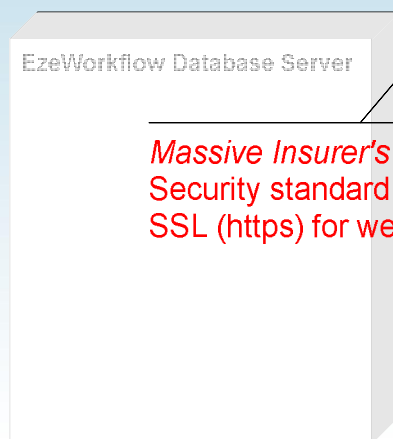 EzeWorkflow Database Server
Massive Insurer's
Security standard
SSL (https) for we